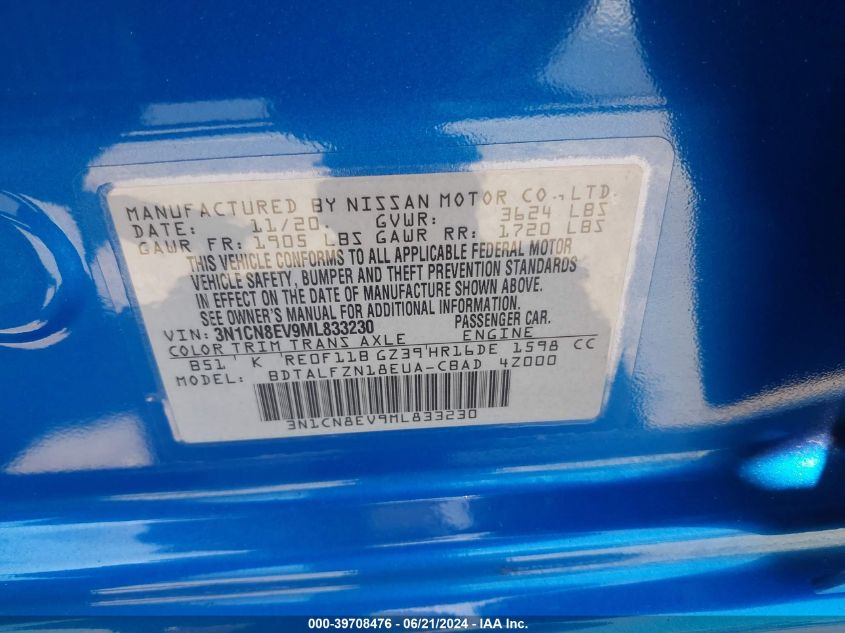 MANUFACTURED BY NISSAN MOTOR CO., LTD.
DATE: 11/20 GVWR: 3624 LBS
GAWR FR: 1905 LBS GAWR RR: 1720 LBS
THIS VEHICLE CONFORMS TO ALL APPLICABLE FEDERAL MOTOR
VEHICLE SAFETY, BUMPER AND THEFT PREVENTION STANDARDS
IN EFFECT ON THE DATE OF MANUFACTURE SHOWN ABOVE.
SEE OWNER'S MANUAL FOR ADDITIONAL INFORMATION.
VIN: 3N1CN8EV9ML833230 PASSENGER CAR.
COLOR TRIM TRANS AXLE ENGINE
B51 K RE0F11B GZ39 HR16DE 1598 CC
MODEL: BDTALFZN18EUA-CBAD 4Z000
3N1CN8EV9ML833230
000-39708476 - 06/21/2024 - IAA Inc.